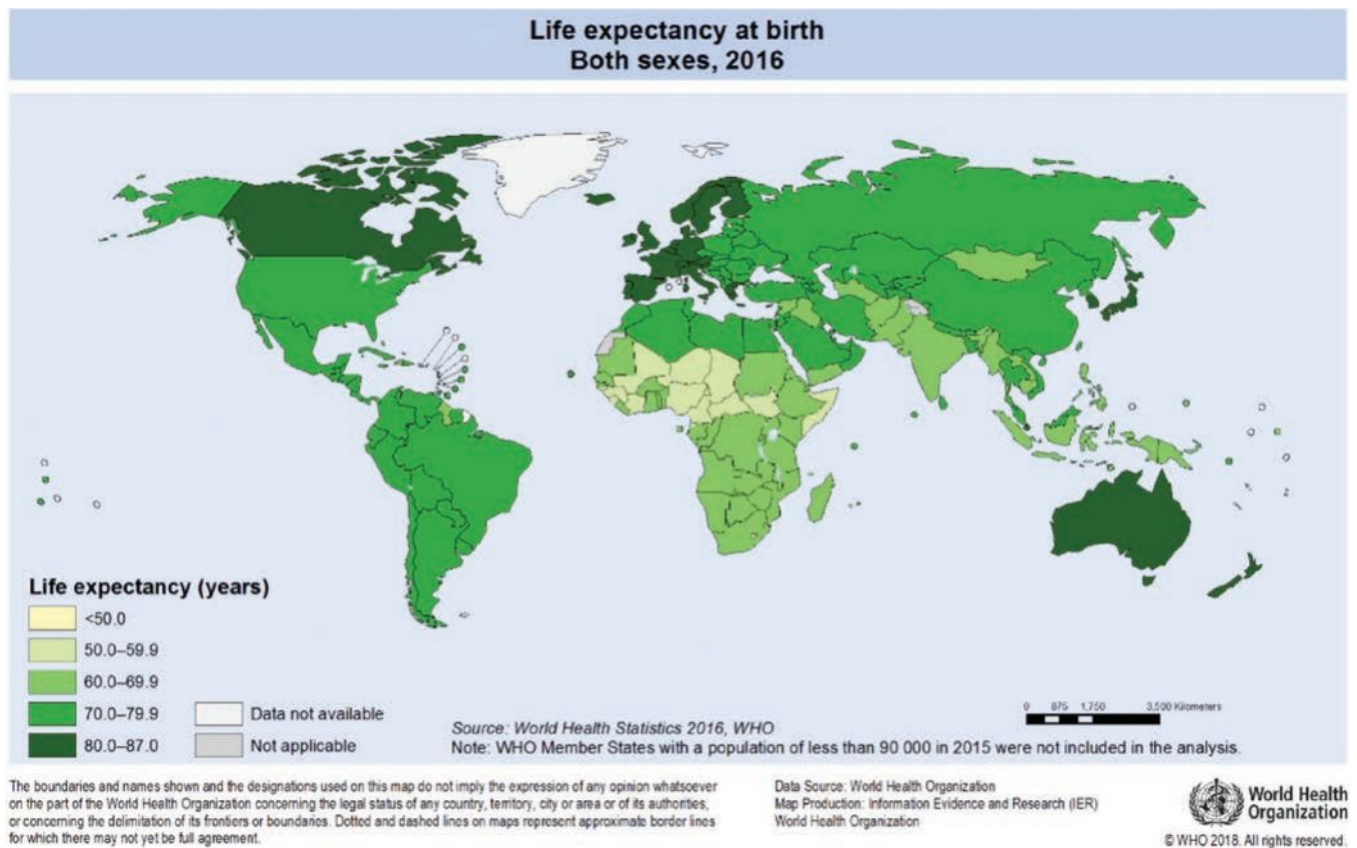 Life expectancy at birth
Both sexes, 2016
Life expectancy (years)
<50.0
50.0–59.9
60.0–69.9
70.0–79.9
80.0–87.0
Data not available
Not applicable
Source: World Health Statistics 2016, WHO
Note: WHO Member States with a population of less than 90 000 in 2015 were not included in the analysis.
0 875 1,750 3,500 Kilometers
The boundaries and names shown and the designations used on this map do not imply the expression of any opinion whatsoever
on the part of the World Health Organization concerning the legal status of any country, territory, city or area or of its authorities,
or concerning the delimitation of its frontiers or boundaries. Dotted and dashed lines on maps represent approximate border lines
for which there may not yet be full agreement.
Data Source: World Health Organization
Map Production: Information Evidence and Research (IER)
World Health Organization
World Health
Organization
© WHO 2018. All rights reserved.